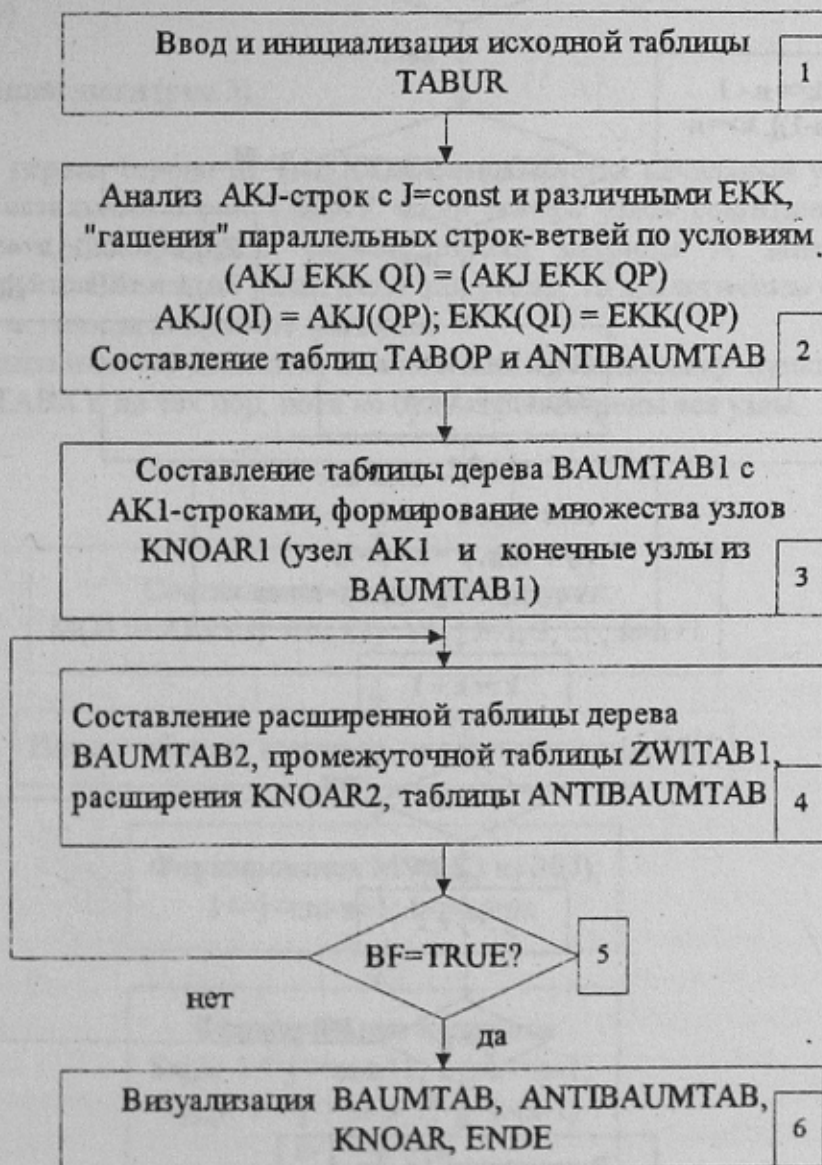 Ввод и инициализация исходной таблицы
TABUR
1
Анализ AKJ-строк с J=const и различными EKK,
"гашения" параллельных строк-ветвей по условиям
(AKJ EKK QI) = (AKJ EKK QP)
AKJ(QI) = AKJ(QP); EKK(QI) = EKK(QP)
Составление таблиц TABOP и ANTIBAUMTAB
2
Составление таблицы дерева BAUMTAB1 с
AK1-строками, формирование множества узлов
KNOAR1 (узел AK1 и конечные узлы из
BAUMTAB1)
3
Составление расширенной таблицы дерева
BAUMTAB2, промежуточной таблицы ZWITAB1,
расширения KNOAR2, таблицы ANTIBAUMTAB
4
BF=TRUE?
5
нет
да
Визуализация BAUMTAB, ANTIBAUMTAB,
KNOAR, ENDE
6